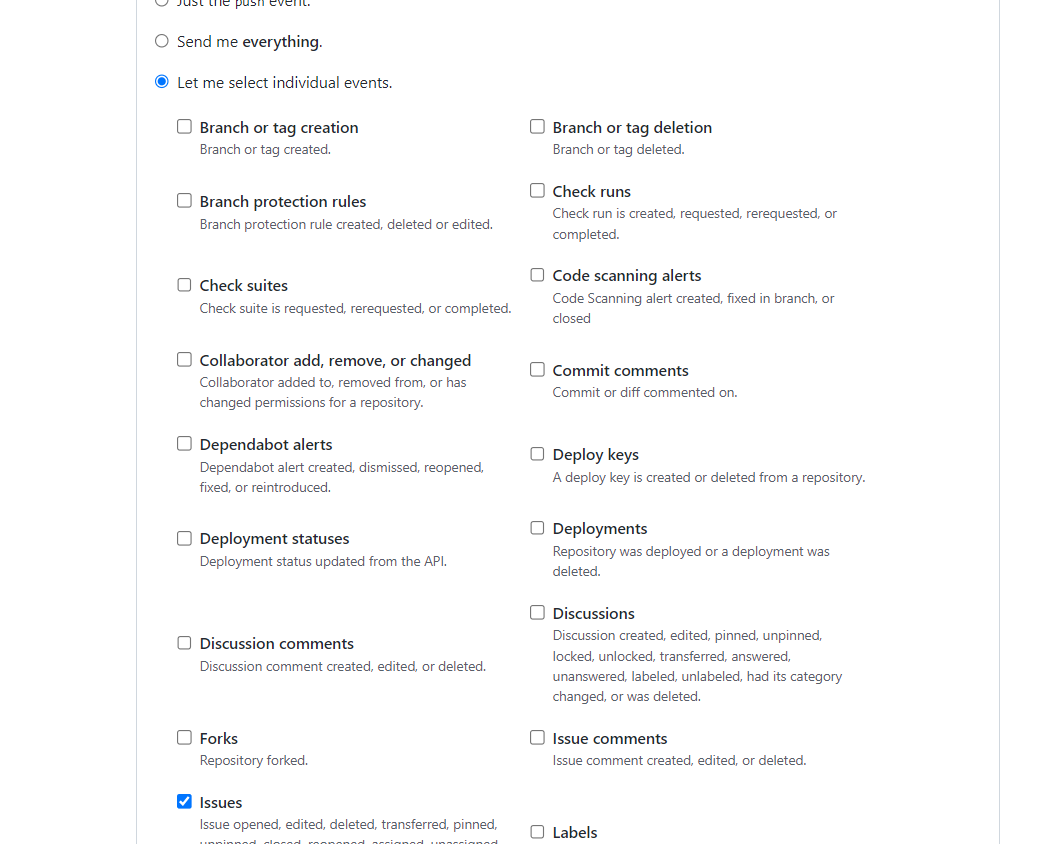 Just the push event.
Send me everything.
Let me select individual events.
Branch or tag creation
Branch or tag created.
Branch or tag deletion
Branch or tag deleted.
Branch protection rules
Branch protection rule created, deleted or edited.
Check runs
Check run is created, requested, rerequested, or
completed.
Check suites
Check suite is requested, rerequested, or completed.
Code scanning alerts
Code Scanning alert created, fixed in branch, or
closed
Collaborator add, remove, or changed
Collaborator added to, removed from, or has
changed permissions for a repository.
Commit comments
Commit or diff commented on.
Dependabot alerts
Dependabot alert created, dismissed, reopened,
fixed, or reintroduced.
Deploy keys
A deploy key is created or deleted from a repository.
Deployment statuses
Deployment status updated from the API.
Deployments
Repository was deployed or a deployment was
deleted.
Discussion comments
Discussion comment created, edited, or deleted.
Discussions
Discussion created, edited, pinned, unpinned,
locked, unlocked, transferred, answered,
unanswered, labeled, unlabeled, had its category
changed, or was deleted.
Forks
Repository forked.
Issue comments
Issue comment created, edited, or deleted.
Issues
Issue opened, edited, deleted, transferred, pinned,
unpinned, closed, reopened, assigned, unassigned,
Labels